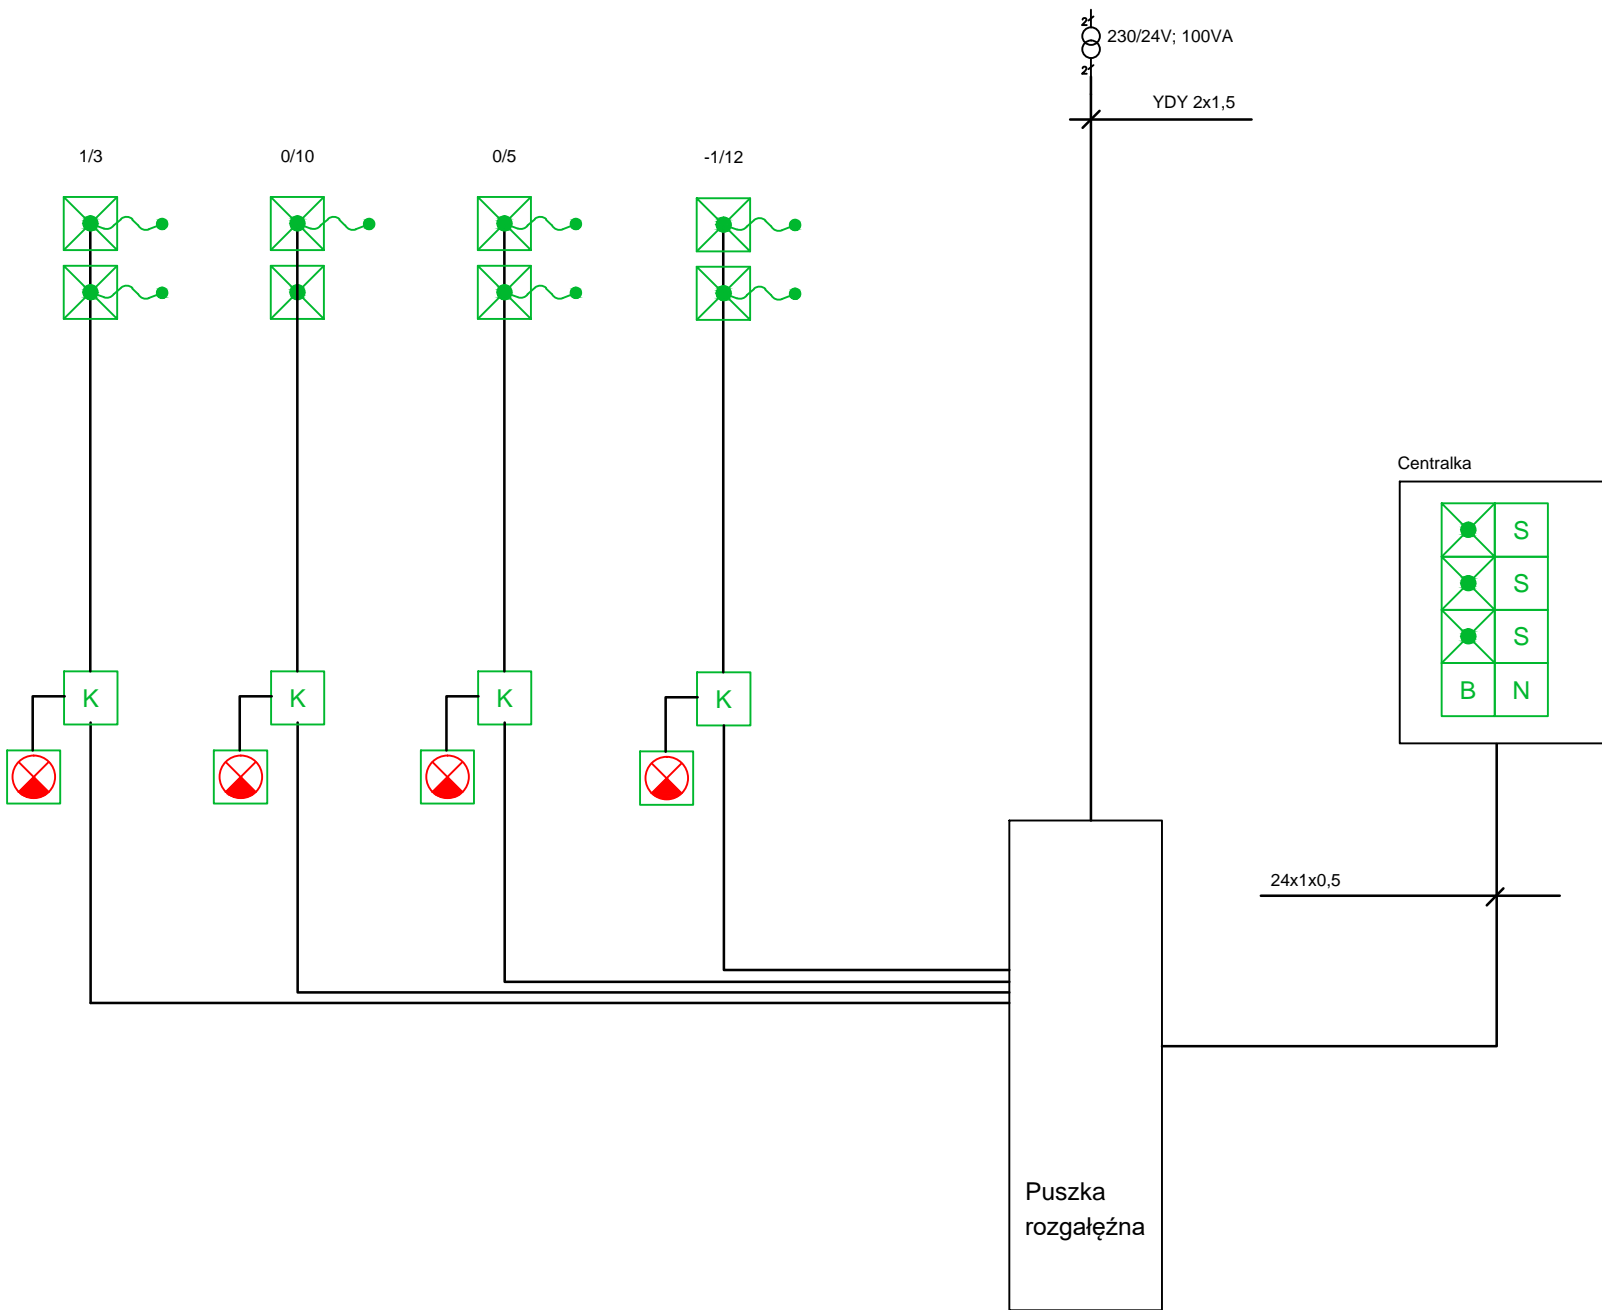 2
230/24V; 100VA
2
YDY 2x1,5
1/3 0/10 0/5 -1/12
Centralka
S
S
S
B N
K K K K
24x1x0,5
Puszka
rozgałęźna